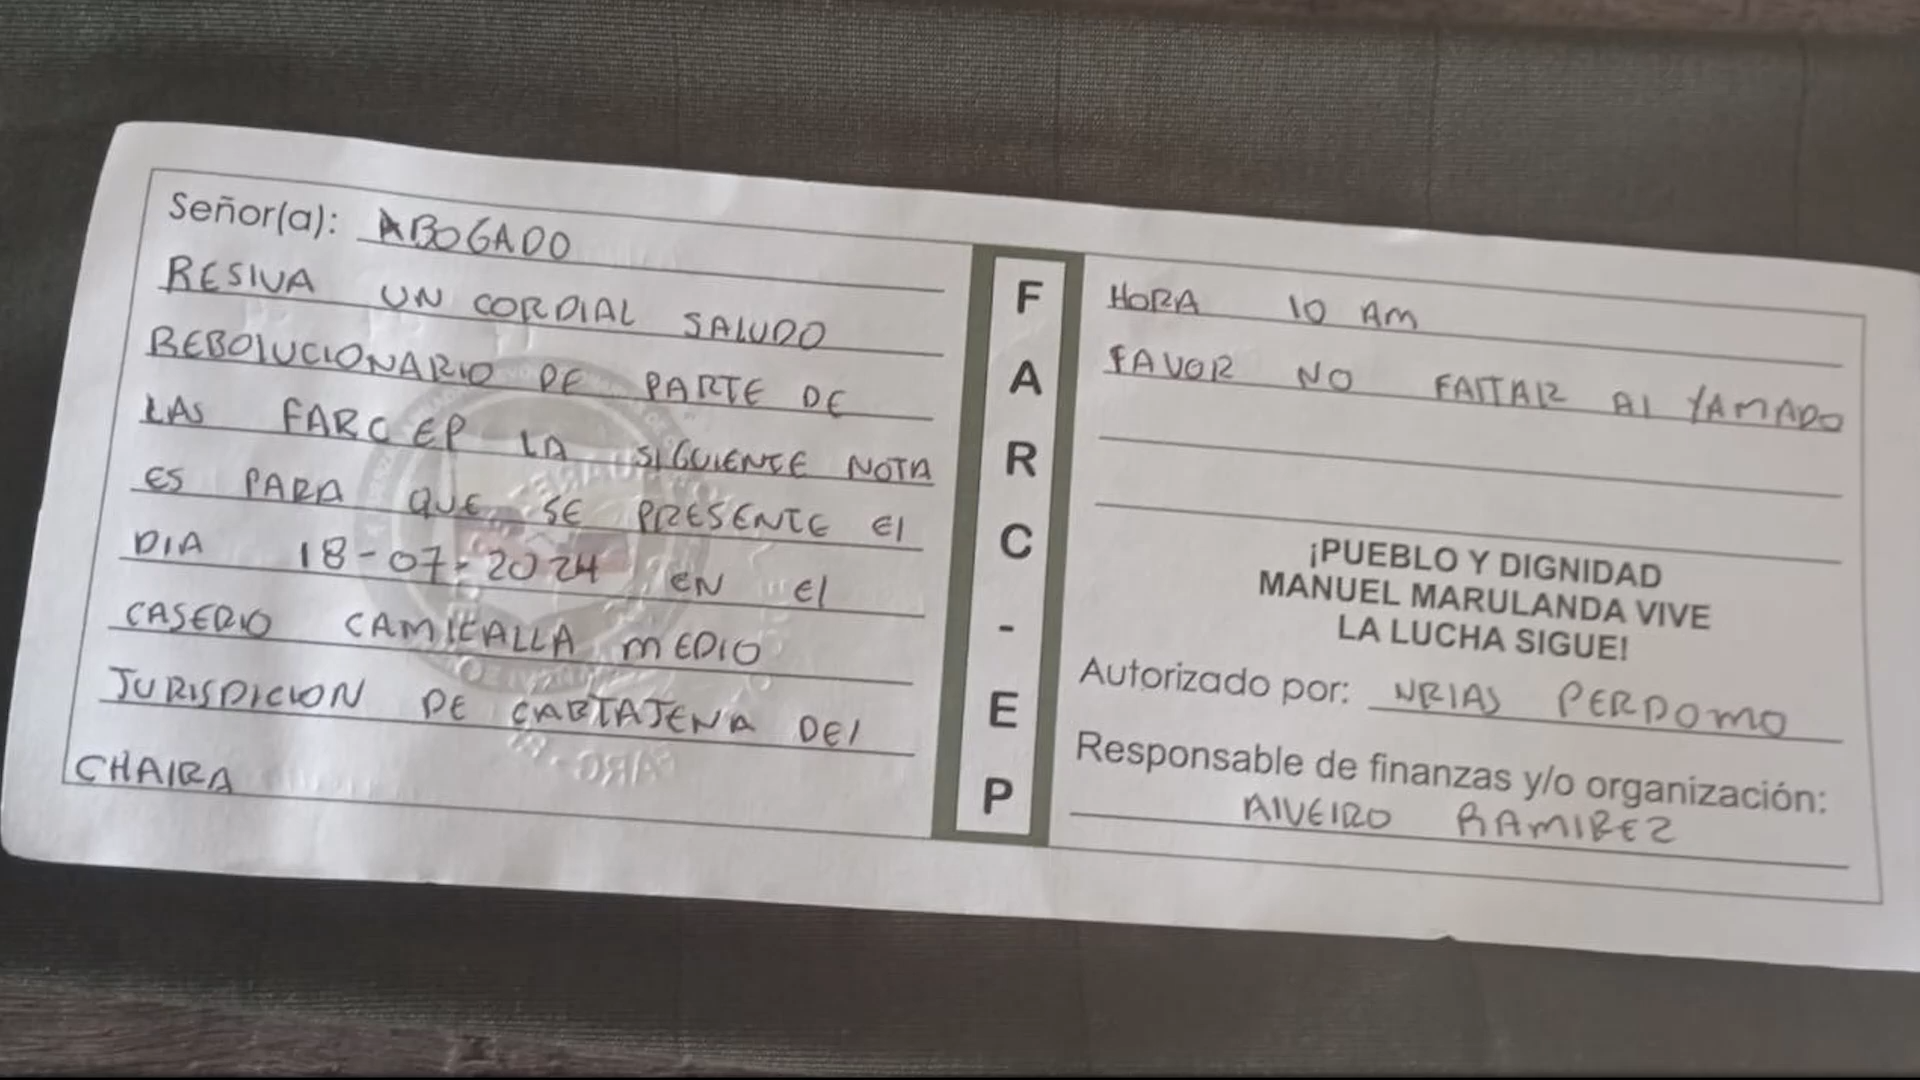 Señor(a): ABOGADO
RESIVA UN CORDIAL SALUDO
REBOLUCIONARIO DE PARTE DE
LAS FARC EP LA SIGUIENTE NOTA
ES PARA QUE SE PRESENTE El
DIA 18-07-2024 EN El
CASERIO CAMICALLA MEDIO
JURISDICION DE CARTAJENA DEl
CHAIRA
F
A
R
C
-
E
P
HORA 10 AM
FAVOR NO FAlTAR Al YAMADO
¡PUEBLO Y DIGNIDAD
MANUEL MARULANDA VIVE
LA LUCHA SIGUE!
Autorizado por: URIAS PERDOMO
Responsable de finanzas y/o organización:
AlVEIRO RAMIREZ